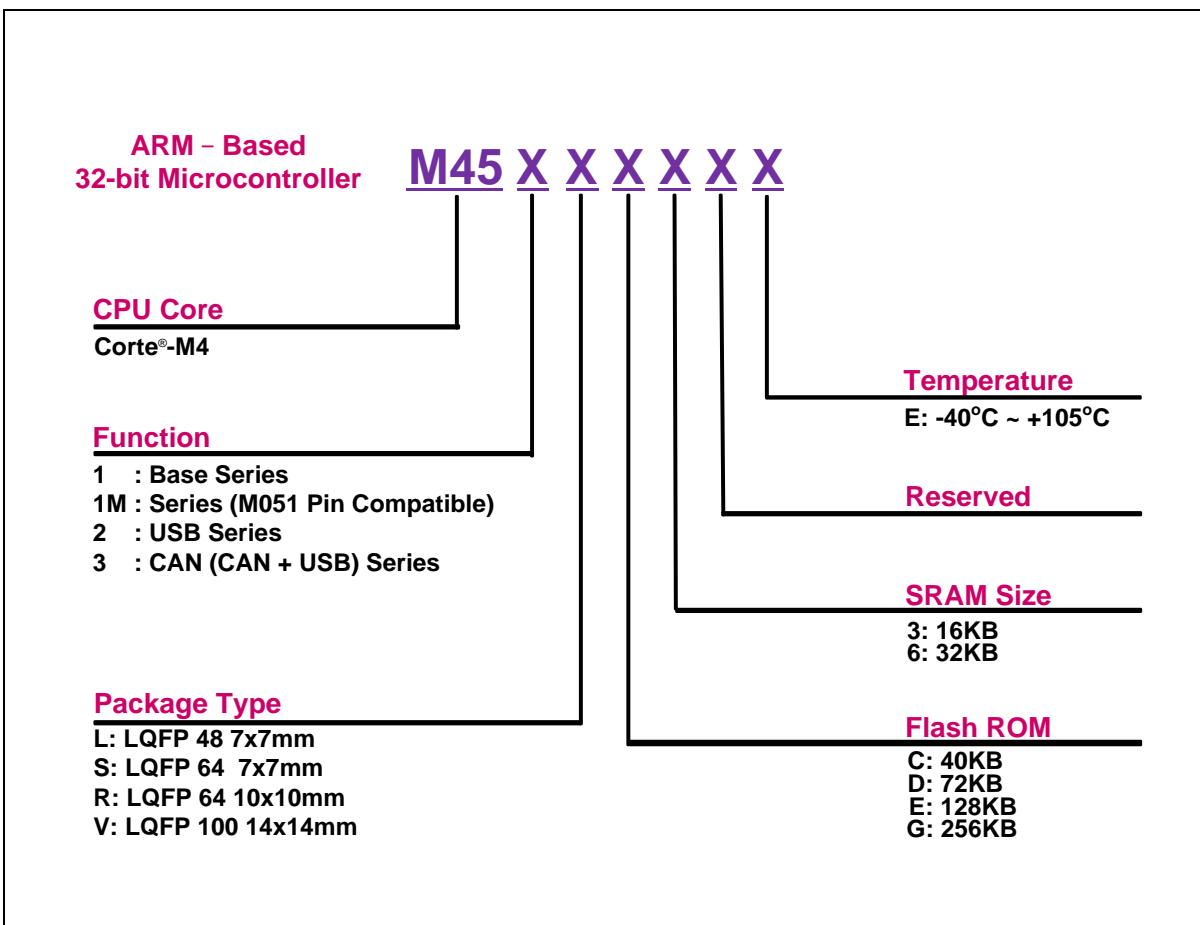 ARM – Based
32-bit Microcontroller
M45 X X X X X X
CPU Core
Corte®-M4
Function
1 : Base Series
1M : Series (M051 Pin Compatible)
2 : USB Series
3 : CAN (CAN + USB) Series
Package Type
L: LQFP 48 7x7mm
S: LQFP 64 7x7mm
R: LQFP 64 10x10mm
V: LQFP 100 14x14mm
Temperature
E: -40°C ~ +105°C
Reserved
SRAM Size
3: 16KB
6: 32KB
Flash ROM
C: 40KB
D: 72KB
E: 128KB
G: 256KB